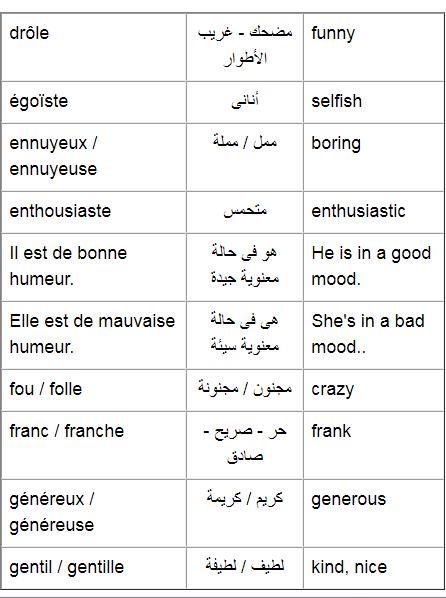 drôle مضحك - غريب funny
الأطوار
égoïste أنانى selfish
ennuyeux / ممل / مملة boring
ennuyeuse
enthousiaste متحمس enthusiastic
Il est de bonne هو فى حالة He is in a good
humeur. معنوية جيدة mood.
Elle est de mauvaise هى فى حالة She's in a bad
humeur. معنوية سيئة mood..
fou / folle مجنون / مجنونة crazy
franc / franche حر - صريح - frank
صادق
généreux / كريم / كريمة generous
généreuse
gentil / gentille لطيف / لطيفة kind, nice